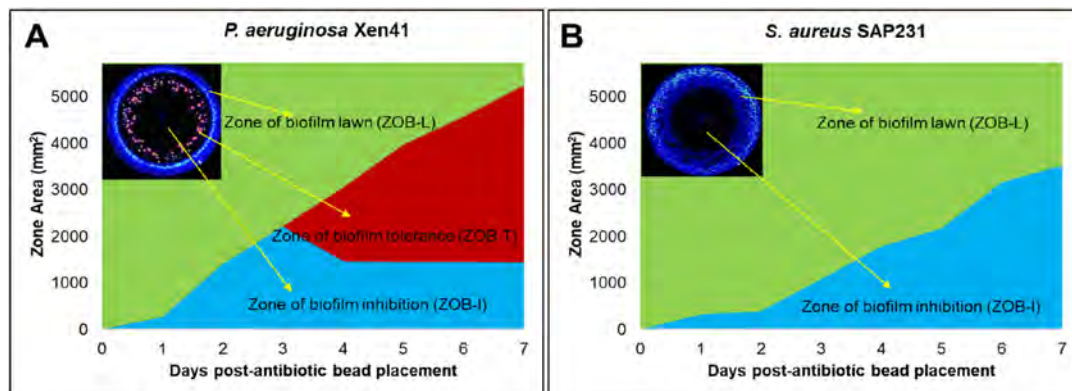 A
P. aeruginosa Xen41
Zone Area (mm²)
5000
4000
3000
2000
1000
0
Zone of biofilm lawn (ZOB-L)
Zone of biofilm tolerance (ZOB-T)
Zone of biofilm inhibition (ZOB-I)
0 1 2 3 4 5 6 7
Days post-antibiotic bead placement
B
S. aureus SAP231
Zone Area (mm²)
5000
4000
3000
2000
1000
0
Zone of biofilm lawn (ZOB-L)
Zone of biofilm inhibition (ZOB-I)
0 1 2 3 4 5 6 7
Days post-antibiotic bead placement